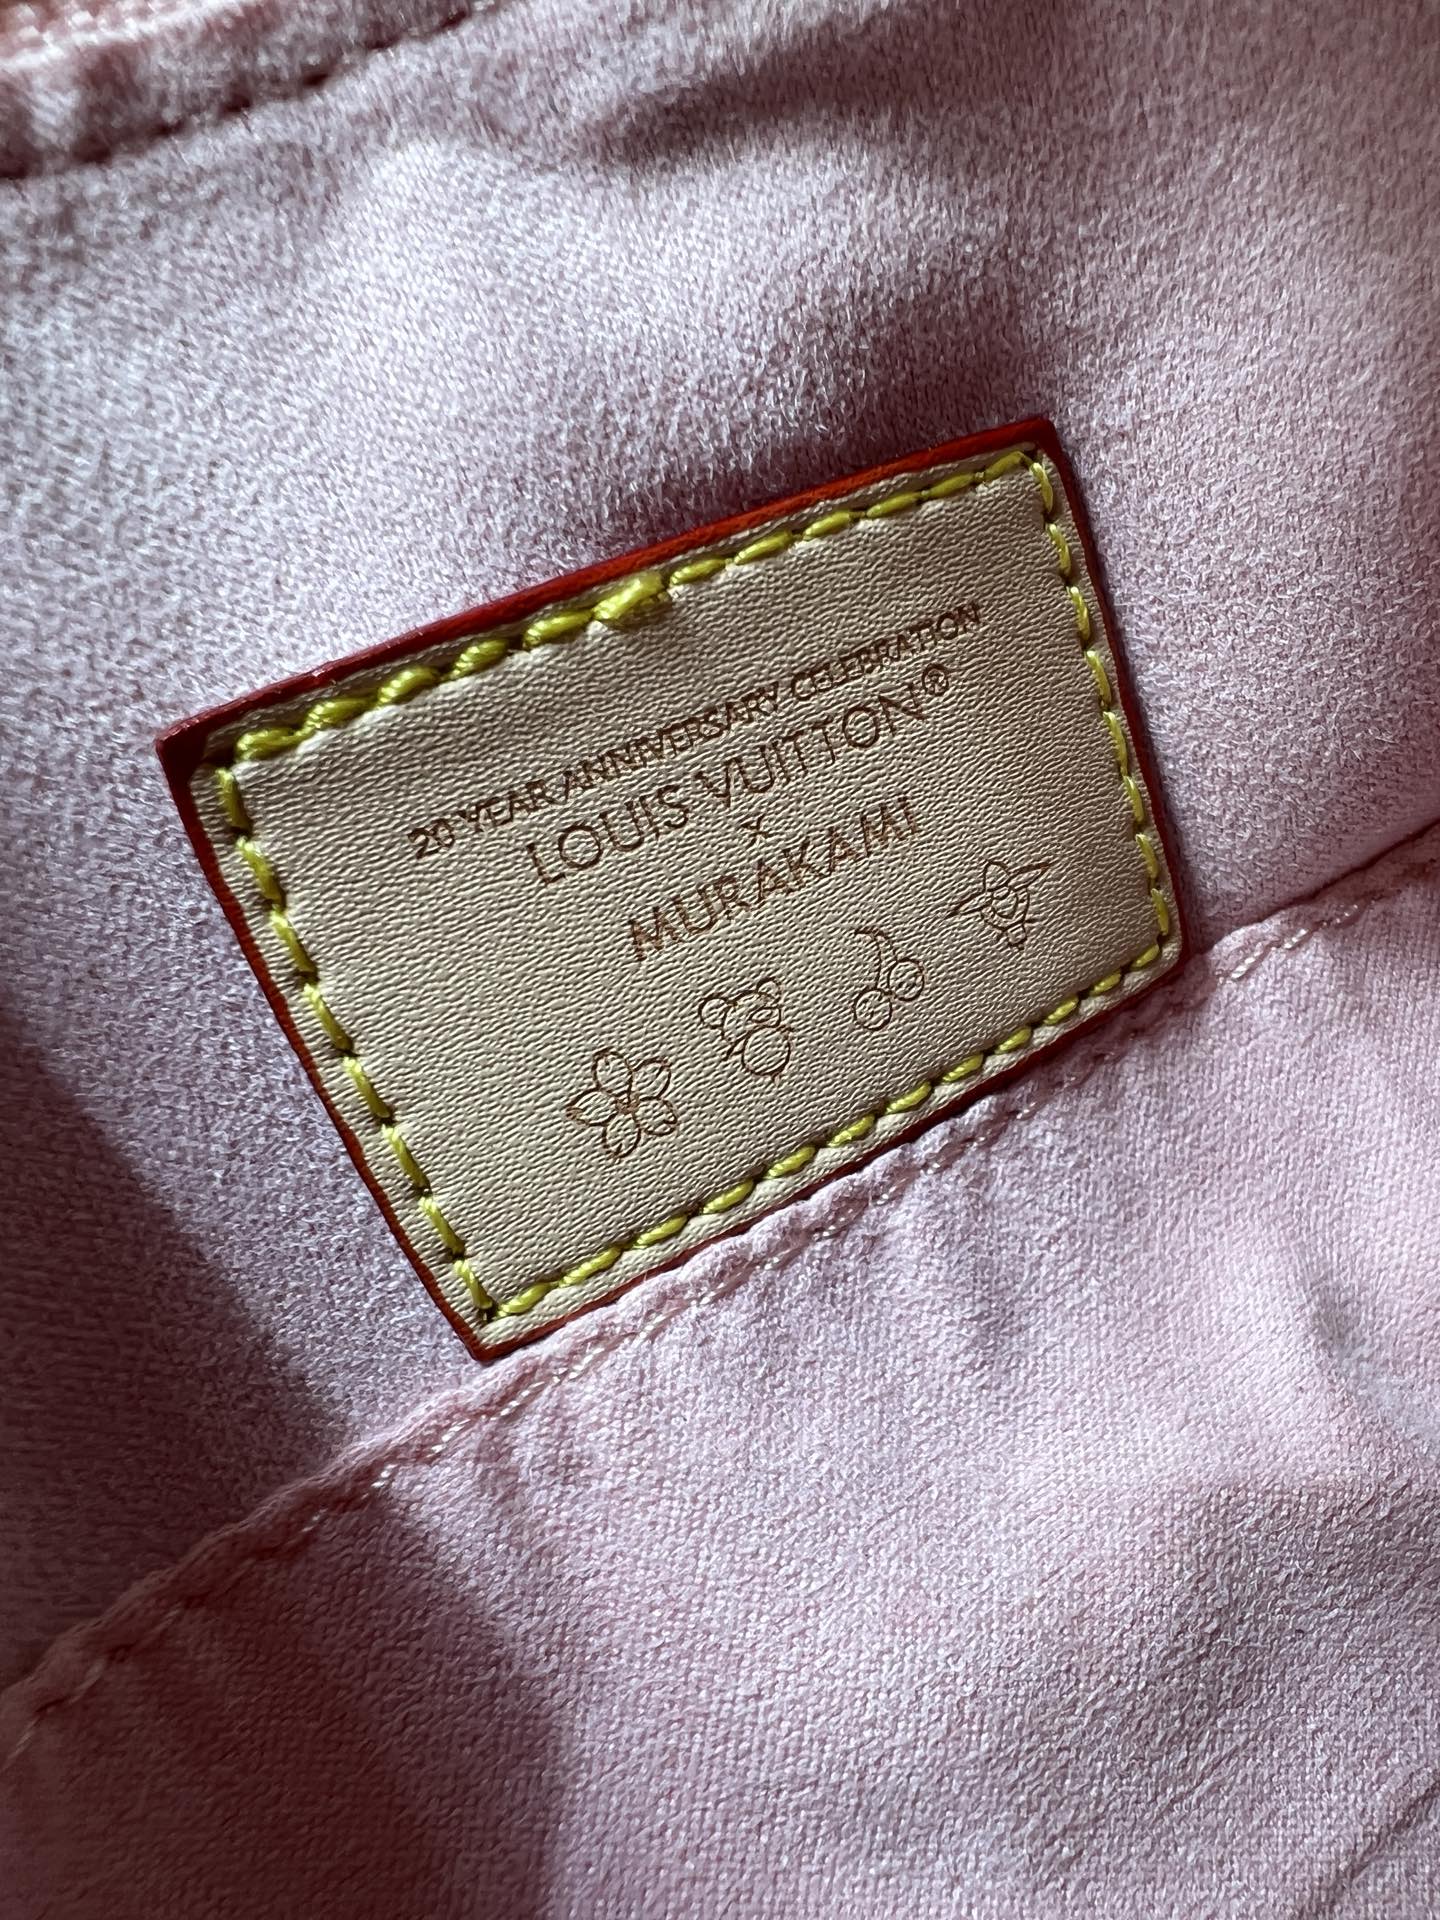 20 YEAR ANNIVERSARY CELEBRATION
LOUIS VUITTON®
X
MURAKAMI